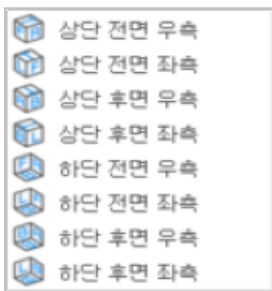 상단 전면 우측
상단 전면 좌측
상단 후면 우측
상단 후면 좌측
하단 전면 우측
하단 전면 좌측
하단 후면 우측
하단 후면 좌측